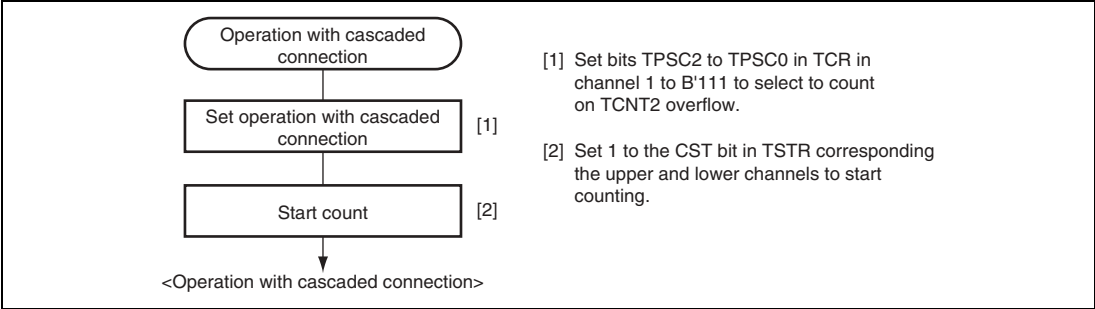 Operation with cascaded
connection
Set operation with cascaded
connection
[1]
Start count
[2]
<Operation with cascaded connection>
[1] Set bits TPSC2 to TPSC0 in TCR in
channel 1 to B'111 to select to count
on TCNT2 overflow.
[2] Set 1 to the CST bit in TSTR corresponding
the upper and lower channels to start
counting.